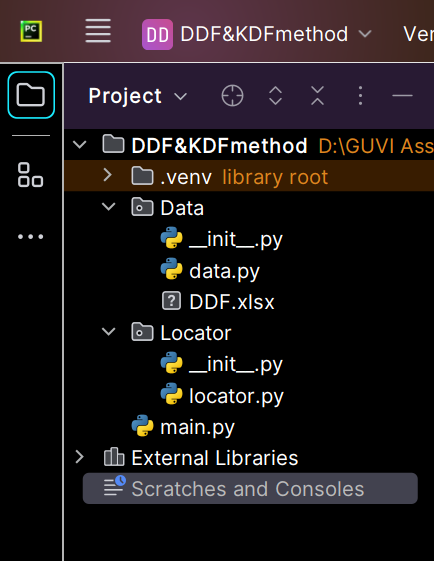 PC
DD DDF&KDFmethod Ver
Project
DDF&KDFmethod D:\GUVI Ass
.venv library root
Data
__init__.py
data.py
? DDF.xlsx
Locator
__init__.py
locator.py
main.py
External Libraries
Scratches and Consoles